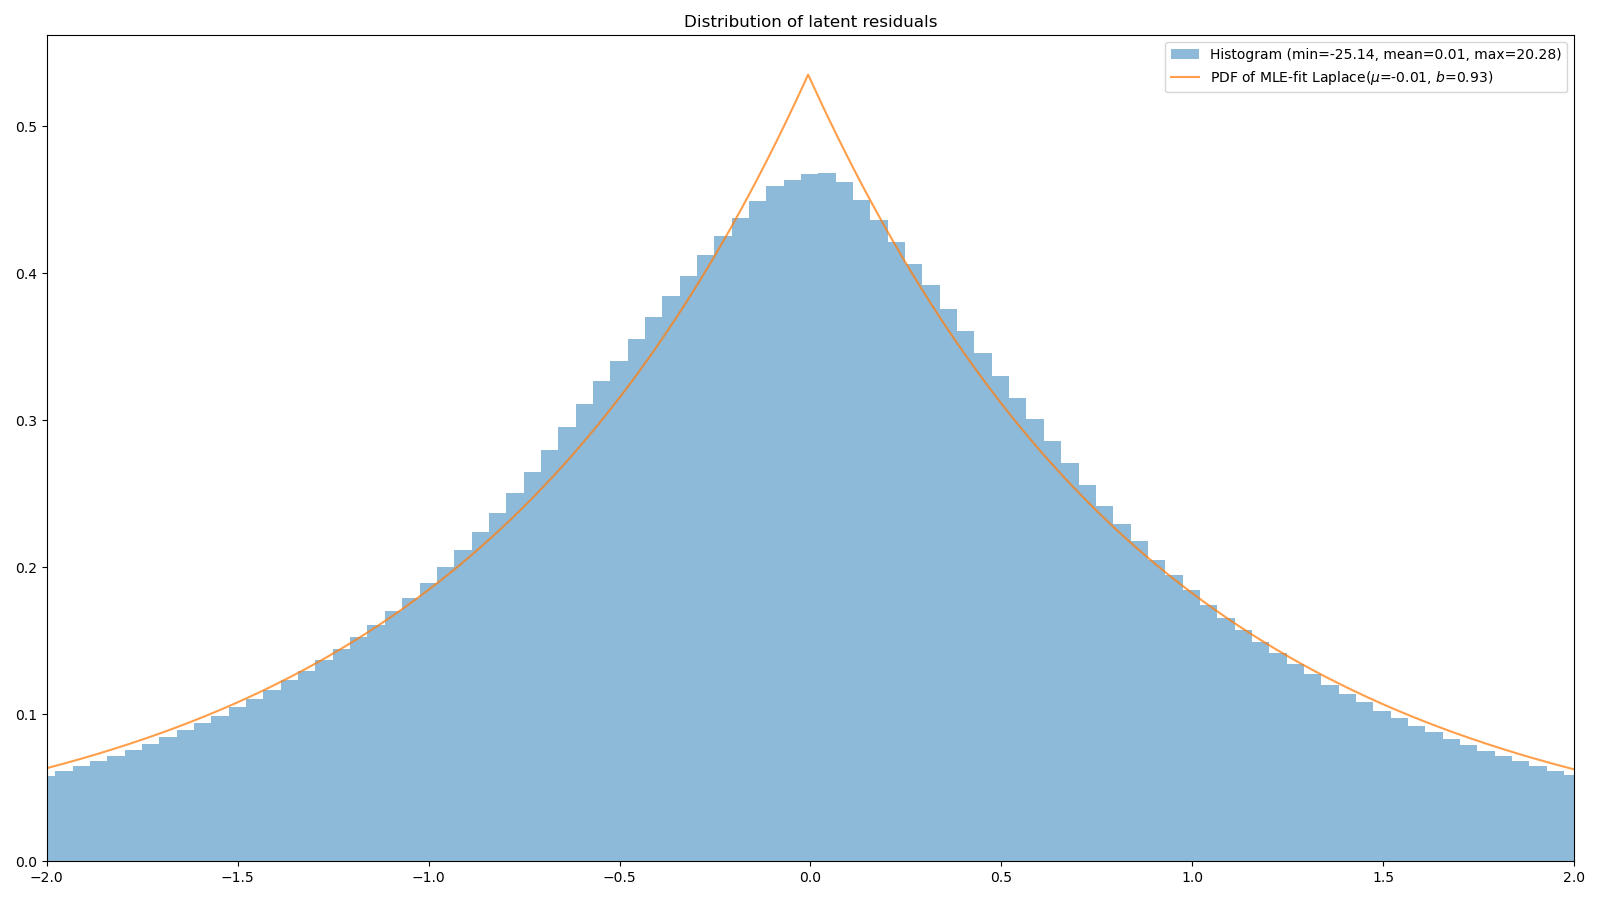 Distribution of latent residuals
Histogram (min=-25.14, mean=0.01, max=20.28)
PDF of MLE-fit Laplace(μ=-0.01, b=0.93)
0.5
0.4
0.3
0.2
0.1
0.0
−2.0 −1.5 −1.0 −0.5 0.0 0.5 1.0 1.5 2.0